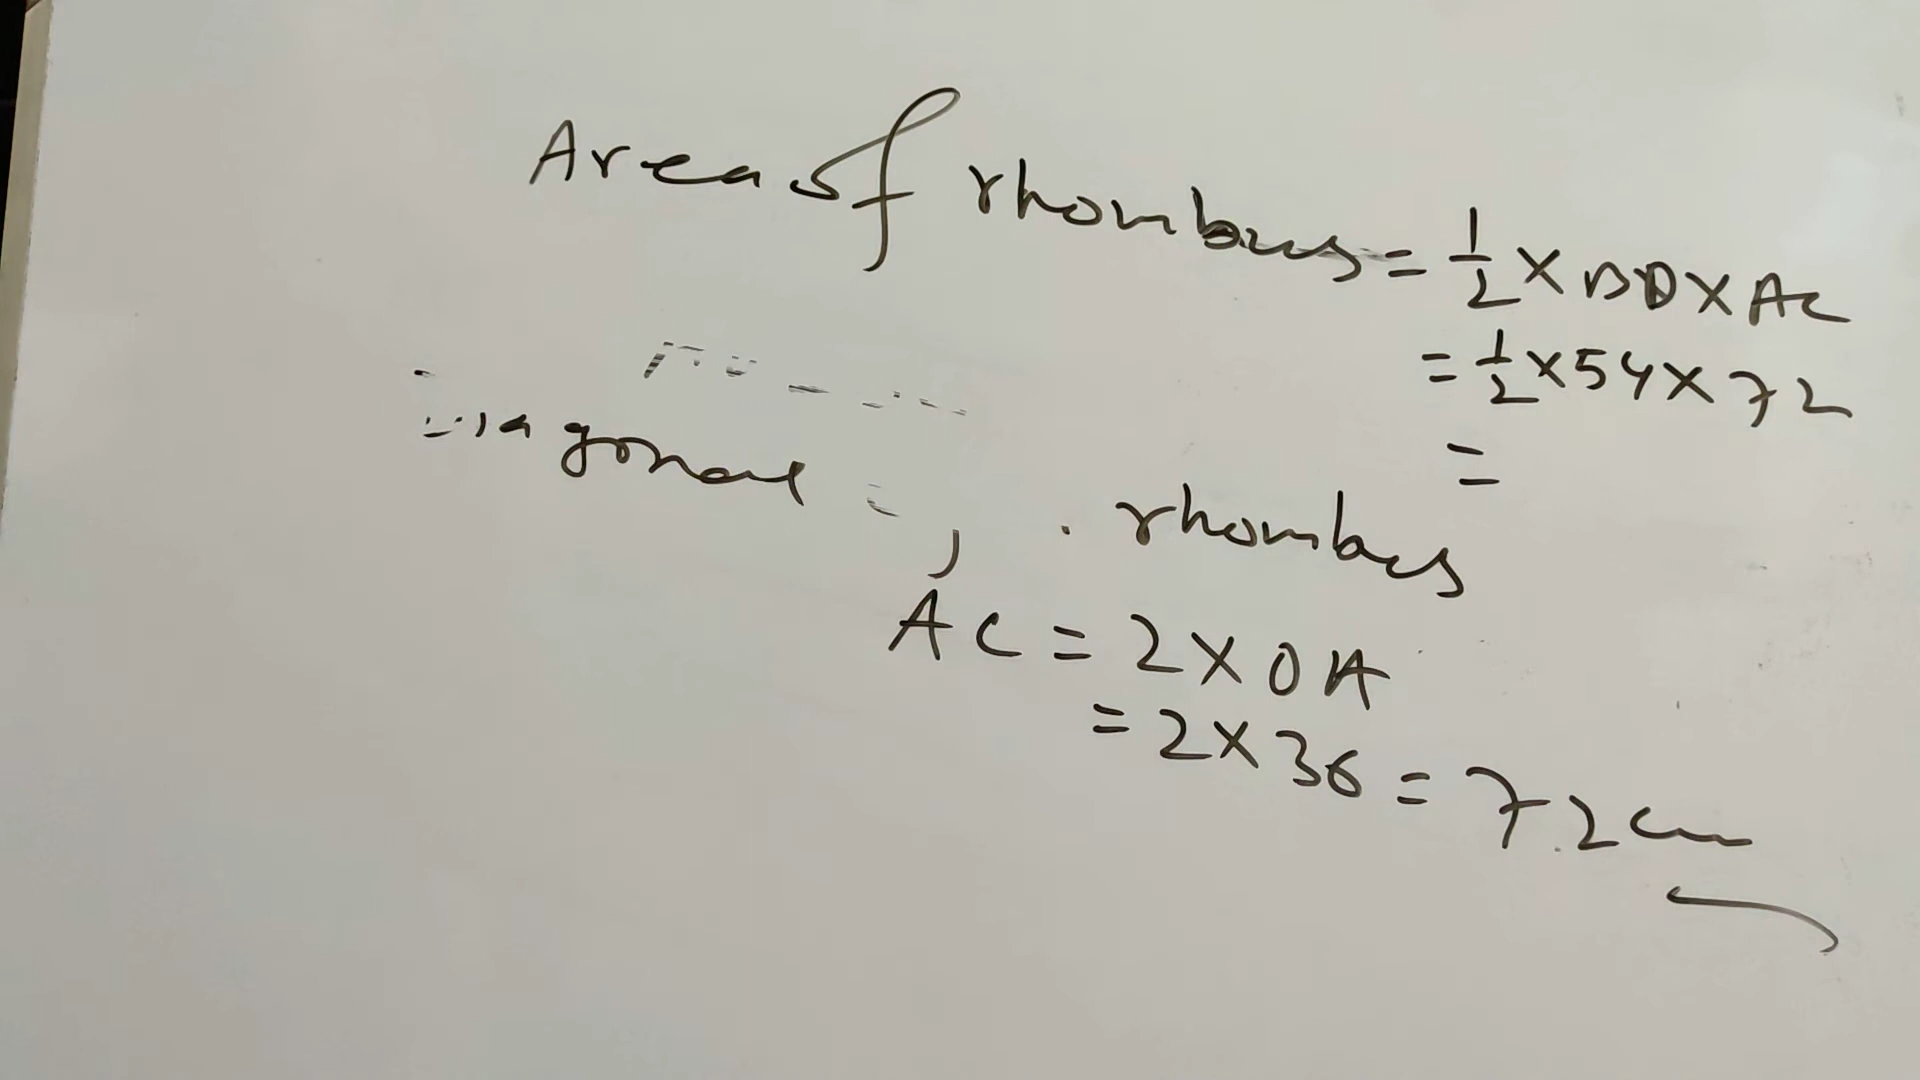 Area of rhombus = 1/2 × BD × AC
= 1/2 × 54 × 72
=
rhombus
AC = 2 × OA
= 2 × 36 = 72 cm